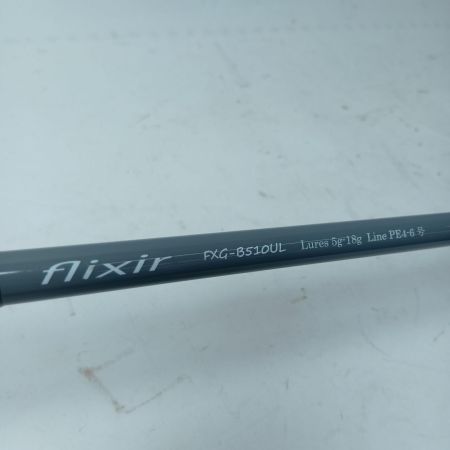 flixir FXG-B510UL Lures 5g-18g Line PE4-6号